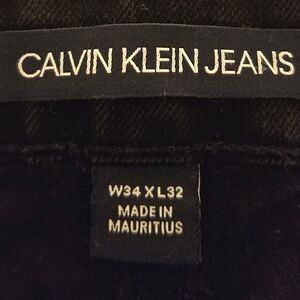 CALVIN KLEIN JEANS
W34 X L32
MADE IN
MAURITIUS